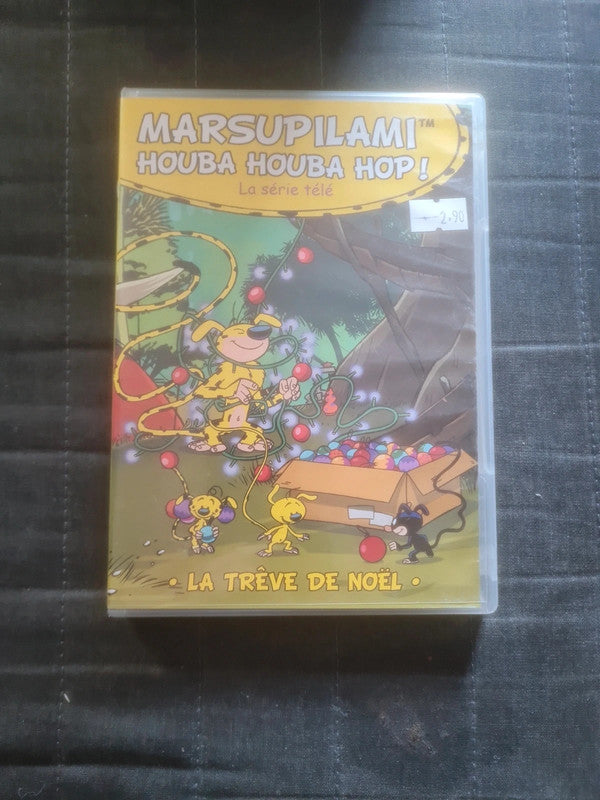 MARSUPILAMI™
HOUBA HOUBA HOP !
La série télé
2,90
• LA TRÊVE DE NOËL •